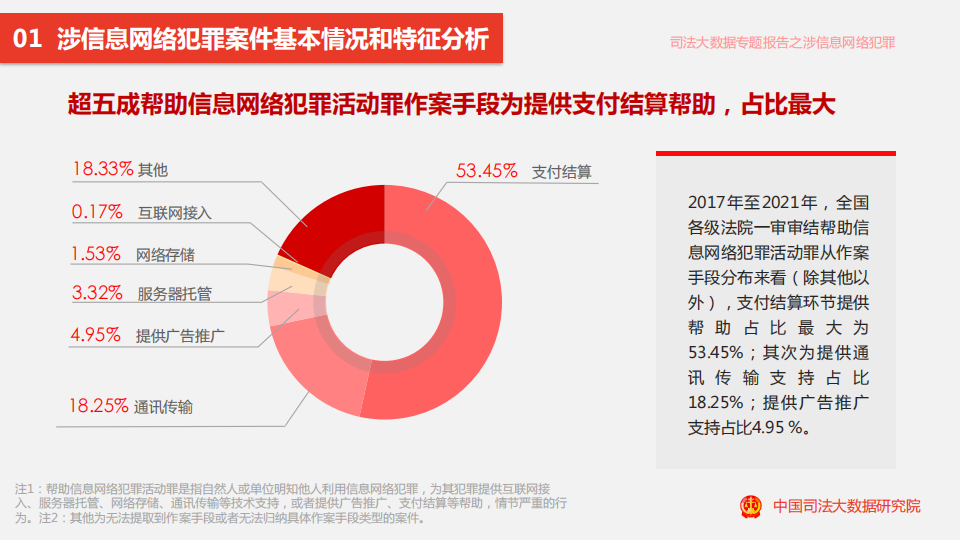 01 涉信息网络犯罪案件基本情况和特征分析
司法大数据专题报告之涉信息网络犯罪
超五成帮助信息网络犯罪活动罪作案手段为提供支付结算帮助，占比最大
18.33% 其他
53.45% 支付结算
0.17% 互联网接入
1.53% 网络存储
3.32% 服务器托管
4.95% 提供广告推广
18.25% 通讯传输
2017年至2021年，全国
各级法院一审审结帮助信
息网络犯罪活动罪从作案
手段分布来看（除其他以
外），支付结算环节提供
帮助占比最大为
53.45%；其次为提供通
讯传输支持占比
18.25%；提供广告推广
支持占比4.95 %。
注1：帮助信息网络犯罪活动罪是指自然人或单位明知他人利用信息网络犯罪，为其犯罪提供互联网接
入、服务器托管、网络存储、通讯传输等技术支持，或者提供广告推广、支付结算等帮助，情节严重的行
为。注2：其他为无法提取到作案手段或者无法归纳具体作案手段类型的案件。
中国司法大数据研究院